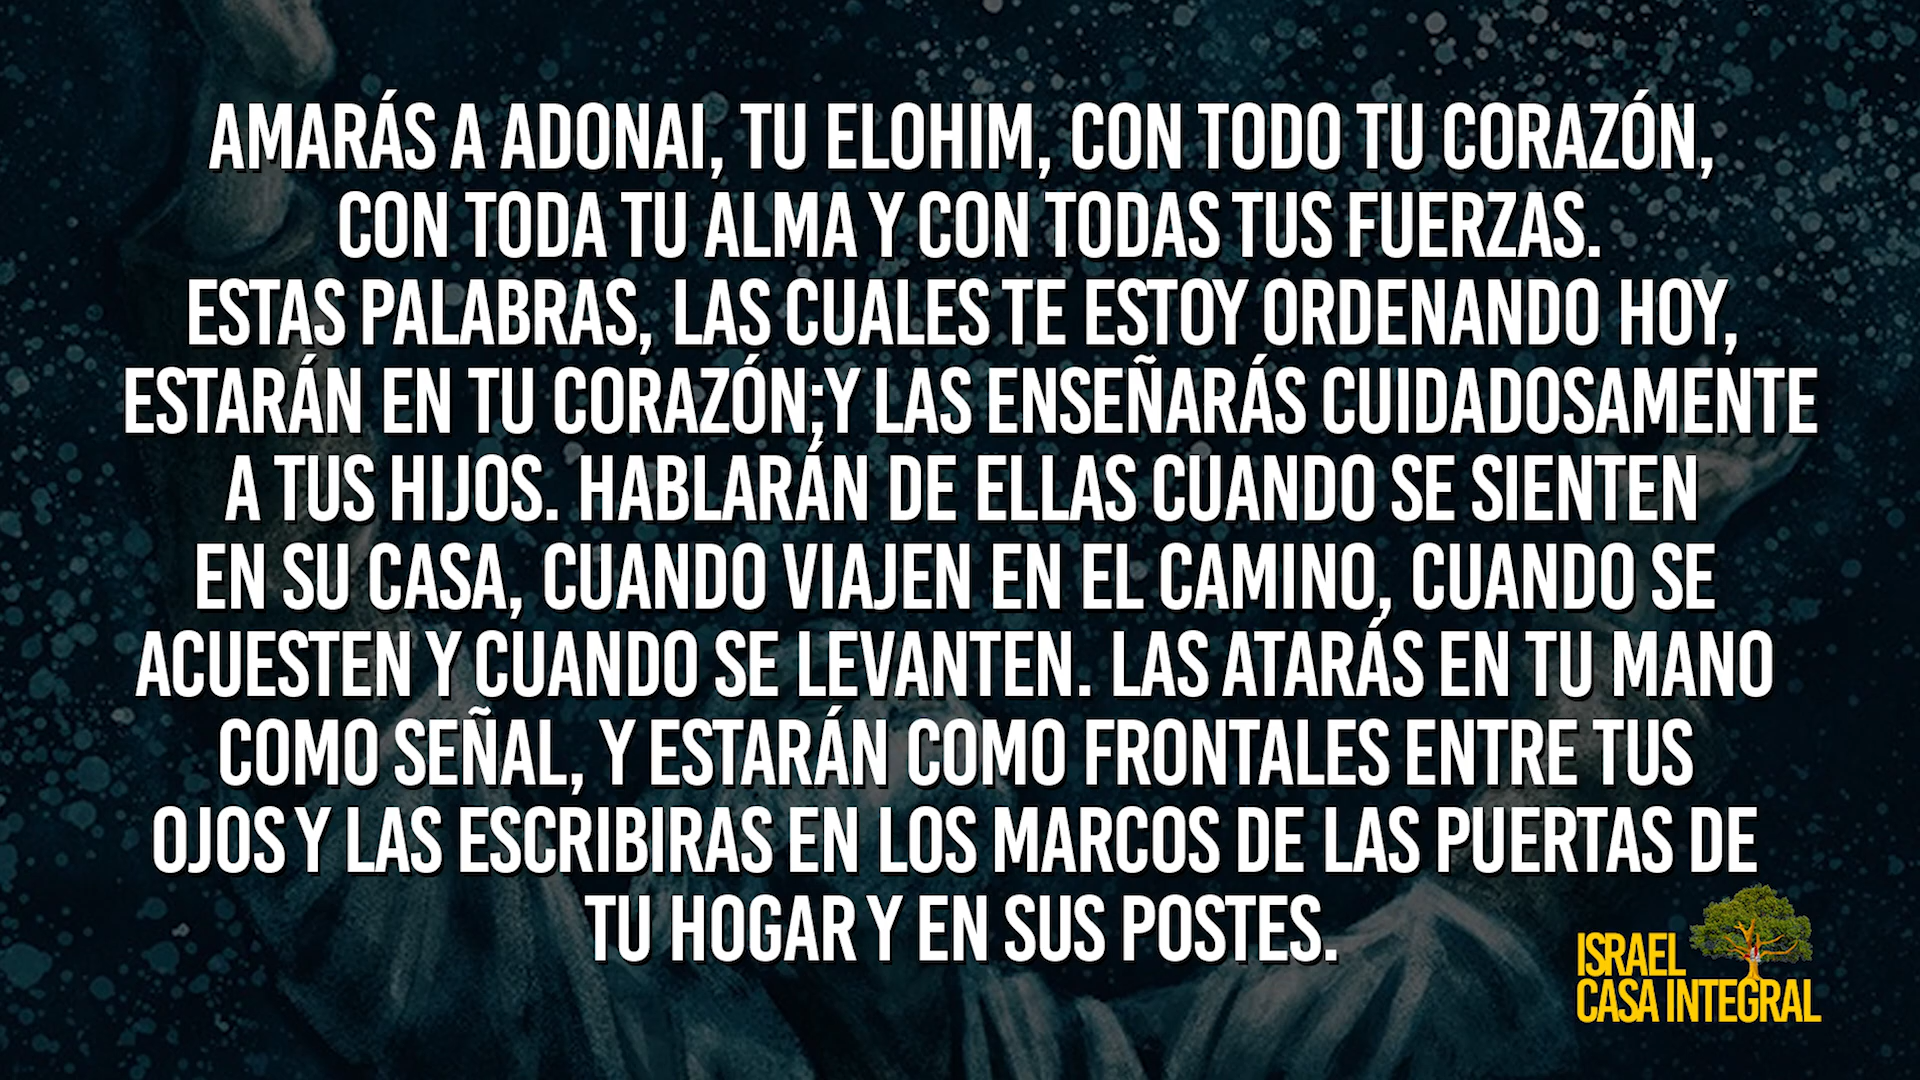 AMARÁS A ADONAI, TU ELOHIM, CON TODO TU CORAZÓN,
CON TODA TU ALMA Y CON TODAS TUS FUERZAS.
ESTAS PALABRAS, LAS CUALES TE ESTOY ORDENANDO HOY,
ESTARÁN EN TU CORAZÓN;Y LAS ENSEÑARÁS CUIDADOSAMENTE
A TUS HIJOS. HABLARÁN DE ELLAS CUANDO SE SIENTEN
EN SU CASA, CUANDO VIAJEN EN EL CAMINO, CUANDO SE
ACUESTEN Y CUANDO SE LEVANTEN. LAS ATARÁS EN TU MANO
COMO SEÑAL, Y ESTARÁN COMO FRONTALES ENTRE TUS
OJOS Y LAS ESCRIBIRAS EN LOS MARCOS DE LAS PUERTAS DE
TU HOGAR Y EN SUS POSTES.
ISRAEL
CASA INTEGRAL